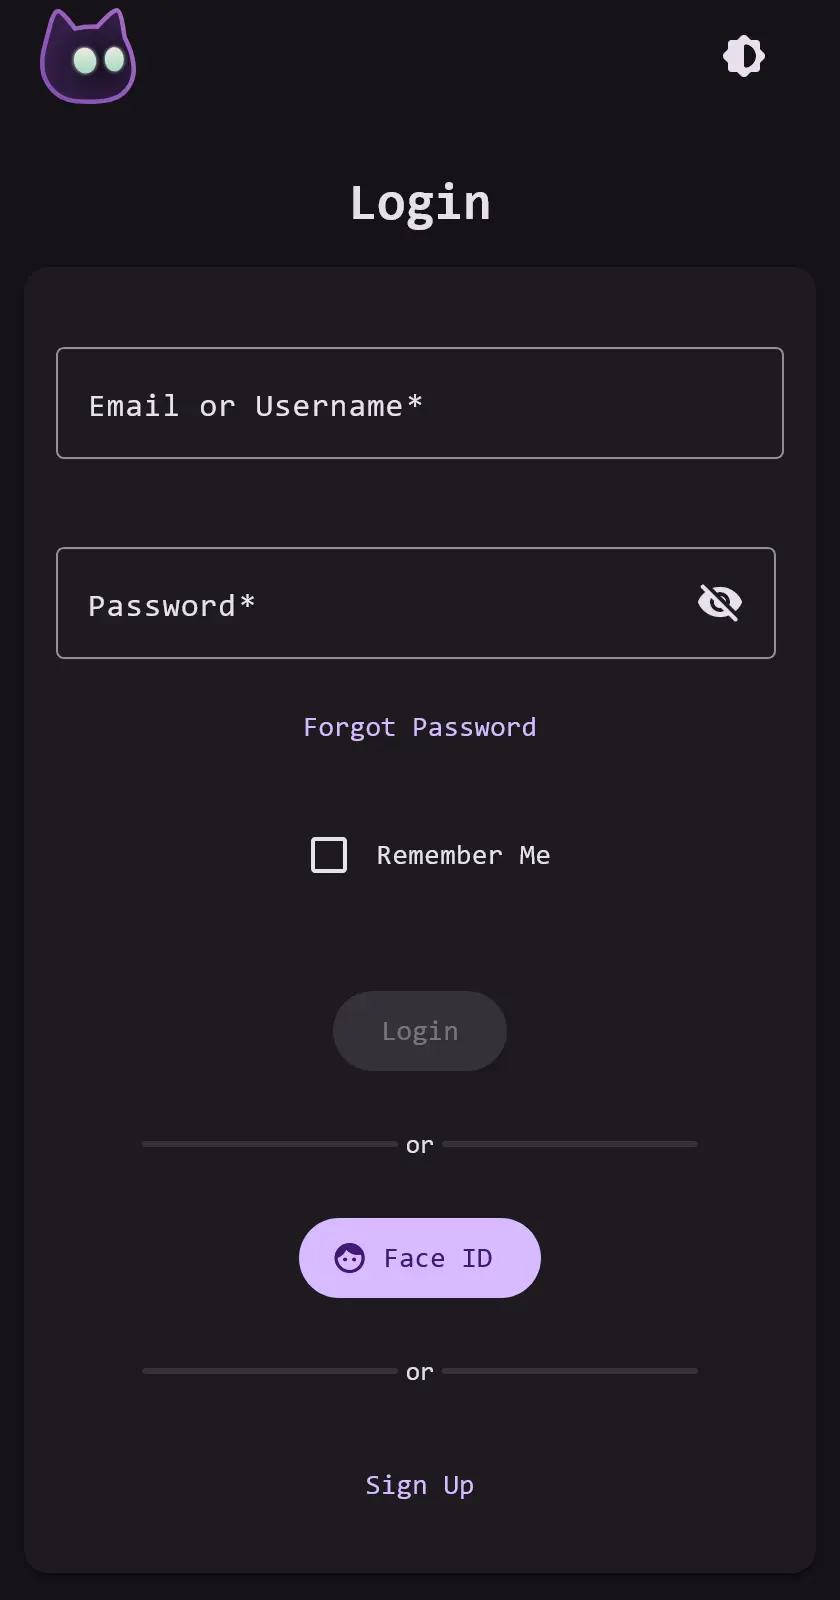 Login
Email or Username*
Password*
Forgot Password
Remember Me
Login
or
Face ID
or
Sign Up